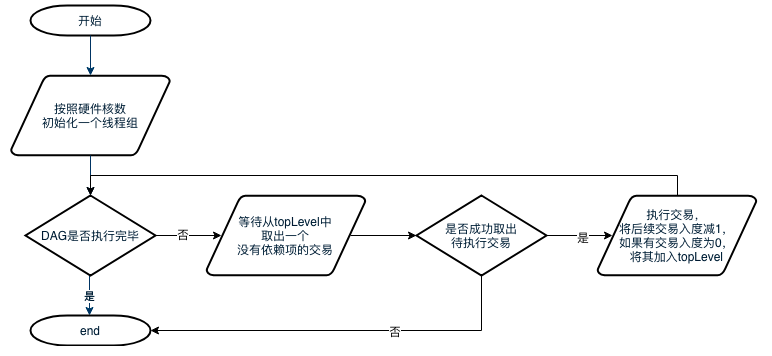 开始
按照硬件核数
初始化一个线程组
DAG是否执行完毕
否
等待从topLevel中
取出一个
没有依赖项的交易
是否成功取出
待执行交易
是
执行交易，
将后续交易入度减1，
如果有交易入度为0，
将其加入topLevel
是
end
否